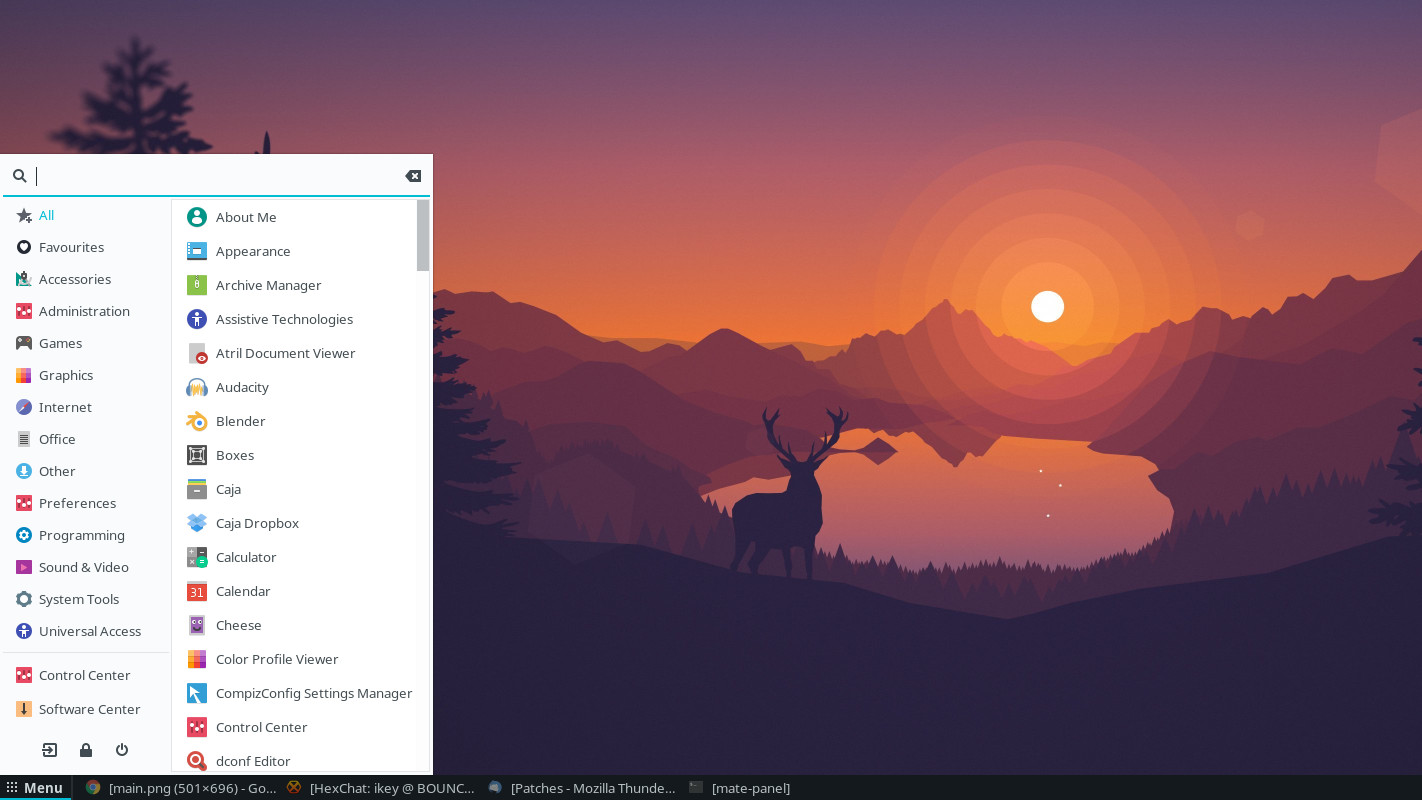 All
Favourites
Accessories
Administration
Games
Graphics
Internet
Office
Other
Preferences
Programming
Sound & Video
System Tools
Universal Access
Control Center
Software Center
About Me
Appearance
Archive Manager
Assistive Technologies
Atril Document Viewer
Audacity
Blender
Boxes
Caja
Caja Dropbox
Calculator
31 Calendar
Cheese
Color Profile Viewer
CompizConfig Settings Manager
Control Center
dconf Editor
Menu [main.png (501×696) - Go... [HexChat: ikey @ BOUNC... [Patches - Mozilla Thunde... [mate-panel]